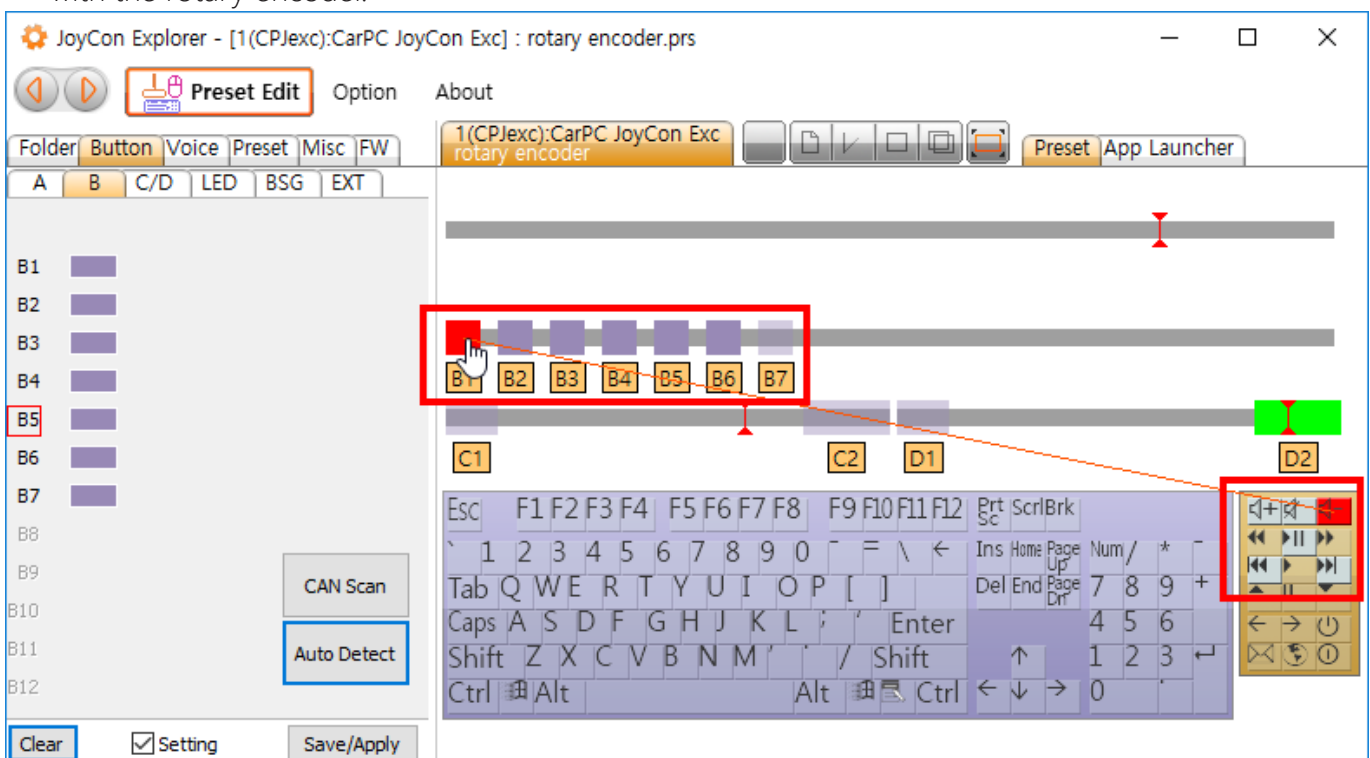 with the rotary encoder.
JoyCon Explorer - [1(CPJexc):CarPC JoyCon Exc] : rotary encoder.prs
Preset Edit Option About
Folder Button Voice Preset Misc FW
1(CPJexc):CarPC JoyCon Exc
rotary encoder
Preset App Launcher
A B C/D LED BSG EXT
B1
B2
B3
B4
B5
B6
B7
B8
B9
B10
B11
B12
CAN Scan
Auto Detect
Clear Setting Save/Apply
B1 B2 B3 B4 B5 B6 B7
C1 C2 D1 D2
Esc F1 F2 F3 F4 F5 F6 F7 F8 F9 F10 F11 F12 Prt Sc Scrl Brk
` 1 2 3 4 5 6 7 8 9 0 - = \ ← Ins Home Page Up Num / * -
Tab Q W E R T Y U I O P [ ] Del End Page Dn 7 8 9 +
Caps A S D F G H J K L ; ' Enter 4 5 6
Shift Z X C V B N M ' . / Shift ↑ 1 2 3 ↵
Ctrl Alt Alt Ctrl ← ↓ → 0 .